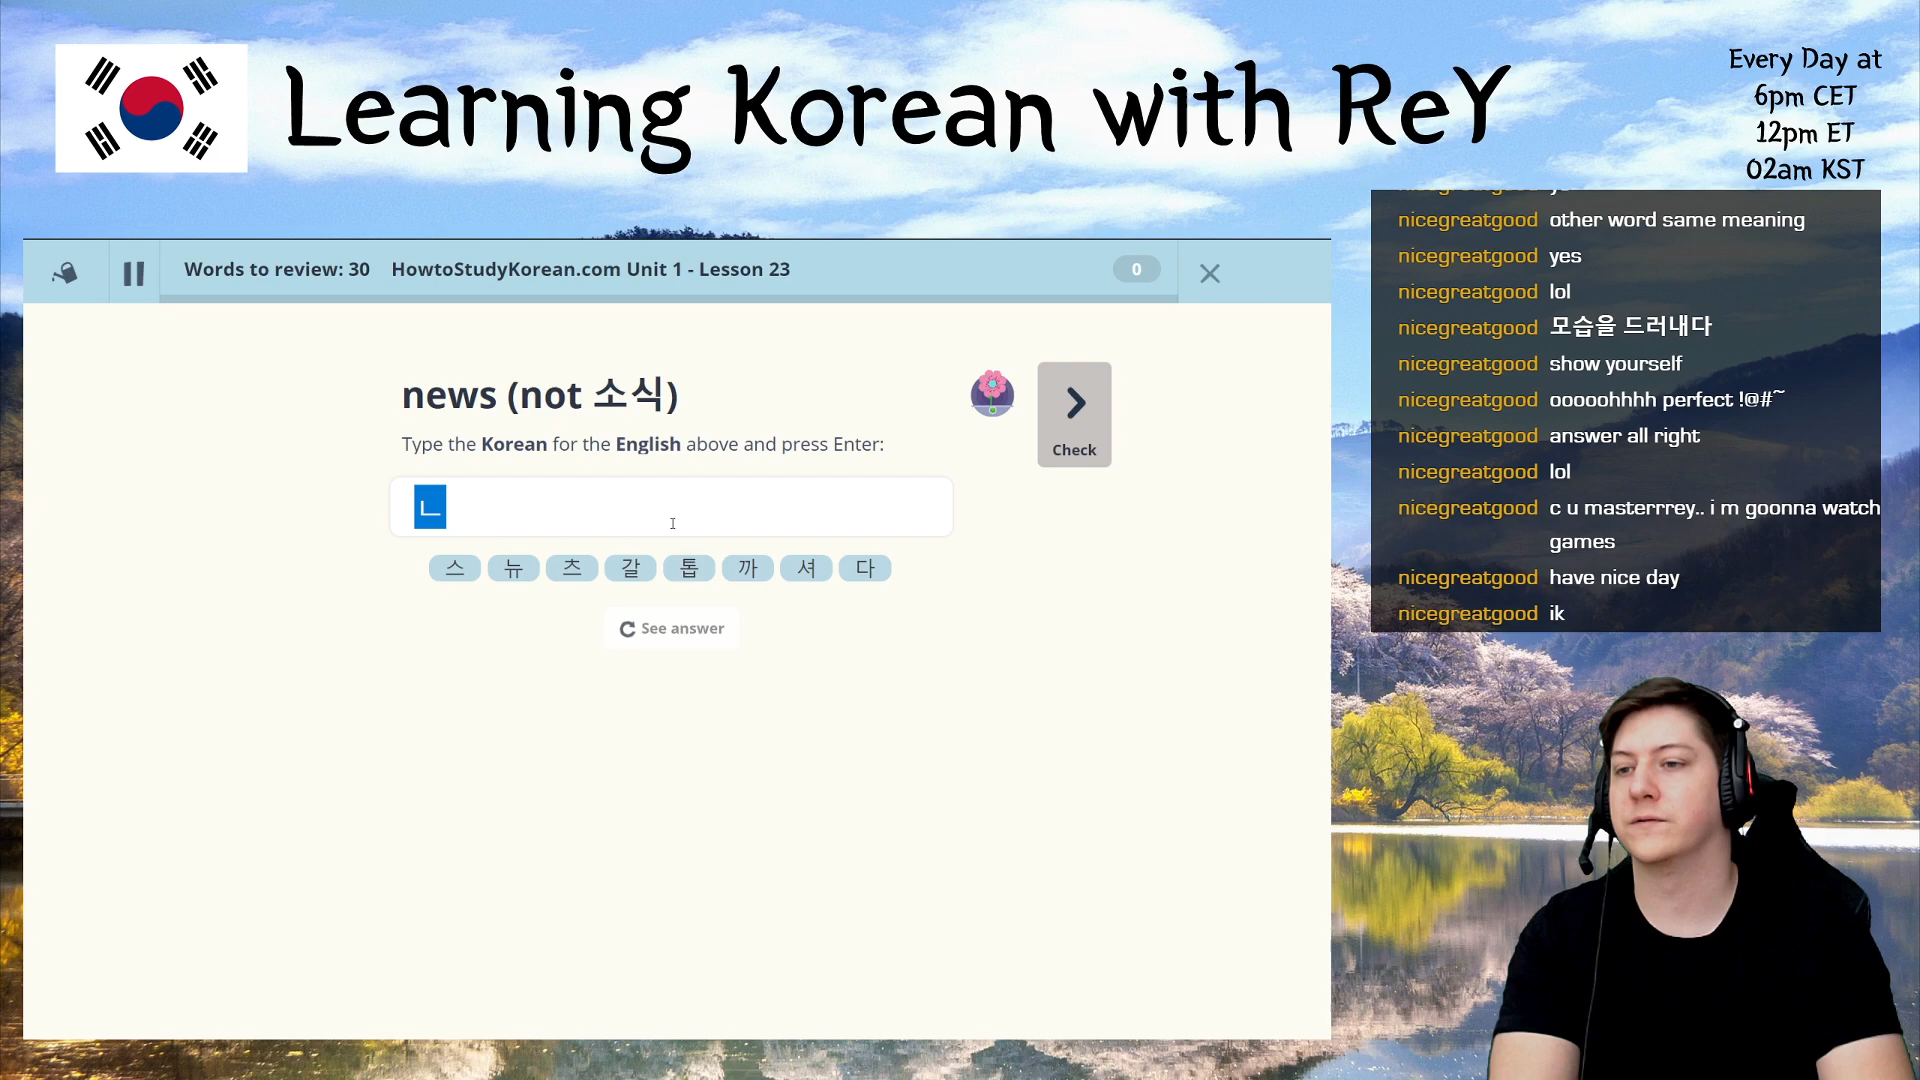 Learning Korean with ReY
Every Day at
6pm CET
12pm ET
02am KST
Words to review: 30 HowtoStudyKorean.com Unit 1 - Lesson 23
0
news (not 소식)
Type the Korean for the English above and press Enter:
Check
ㄴ
스 뉴 츠 갈 톱 까 셔 다
See answer
nicegreatgood other word same meaning
nicegreatgood yes
nicegreatgood lol
nicegreatgood 모습을 드러내다
nicegreatgood show yourself
nicegreatgood ooooohhhh perfect !@#~
nicegreatgood answer all right
nicegreatgood lol
nicegreatgood c u masterrrey.. i m goonna watch
games
nicegreatgood have nice day
nicegreatgood ik